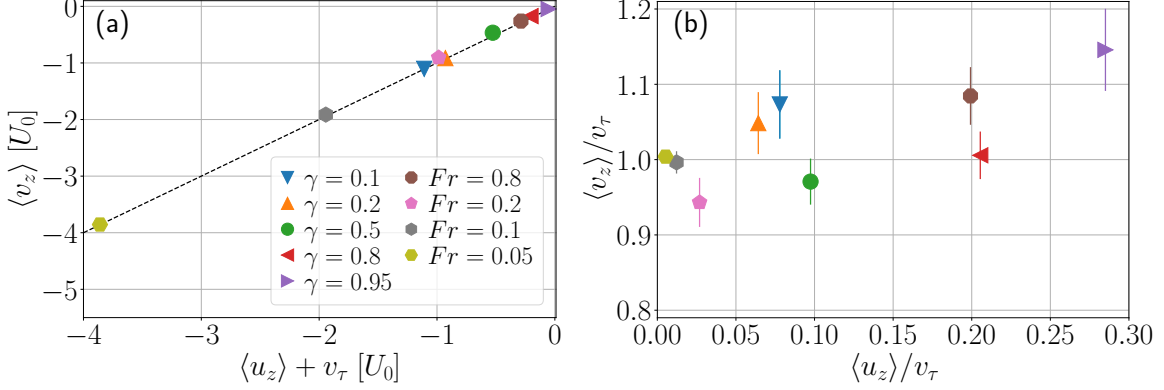 (a)
0
−1
−2
−3
−4
−5
⟨v_z⟩ [U_0]
γ = 0.1
γ = 0.2
γ = 0.5
γ = 0.8
γ = 0.95
Fr = 0.8
Fr = 0.2
Fr = 0.1
Fr = 0.05
−4 −3 −2 −1 0
⟨u_z⟩ + v_τ [U_0]
(b)
1.2
1.1
1.0
0.9
0.8
⟨v_z⟩/v_τ
0.00 0.05 0.10 0.15 0.20 0.25 0.30
⟨u_z⟩/v_τ